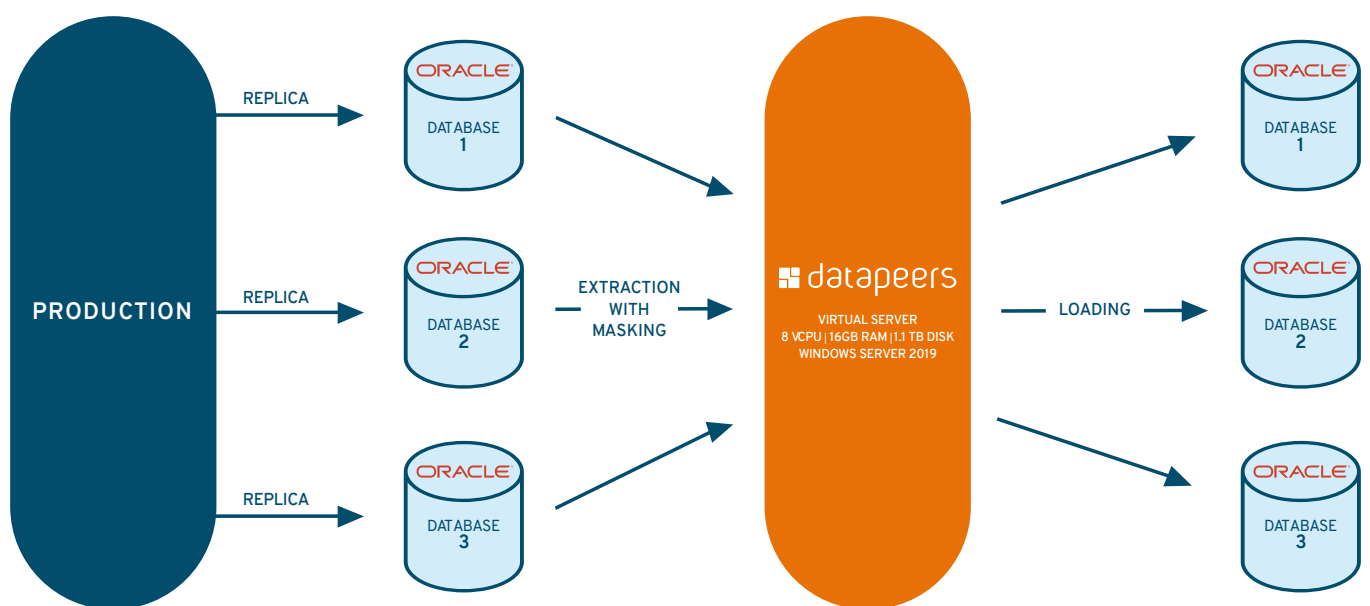 PRODUCTION
REPLICA
REPLICA
REPLICA
ORACLE
DATABASE
1
ORACLE
DATABASE
2
ORACLE
DATABASE
3
EXTRACTION
WITH
MASKING
datapeers
VIRTUAL SERVER
8 VCPU | 16GB RAM | 1.1 TB DISK
WINDOWS SERVER 2019
LOADING
ORACLE
DATABASE
1
ORACLE
DATABASE
2
ORACLE
DATABASE
3